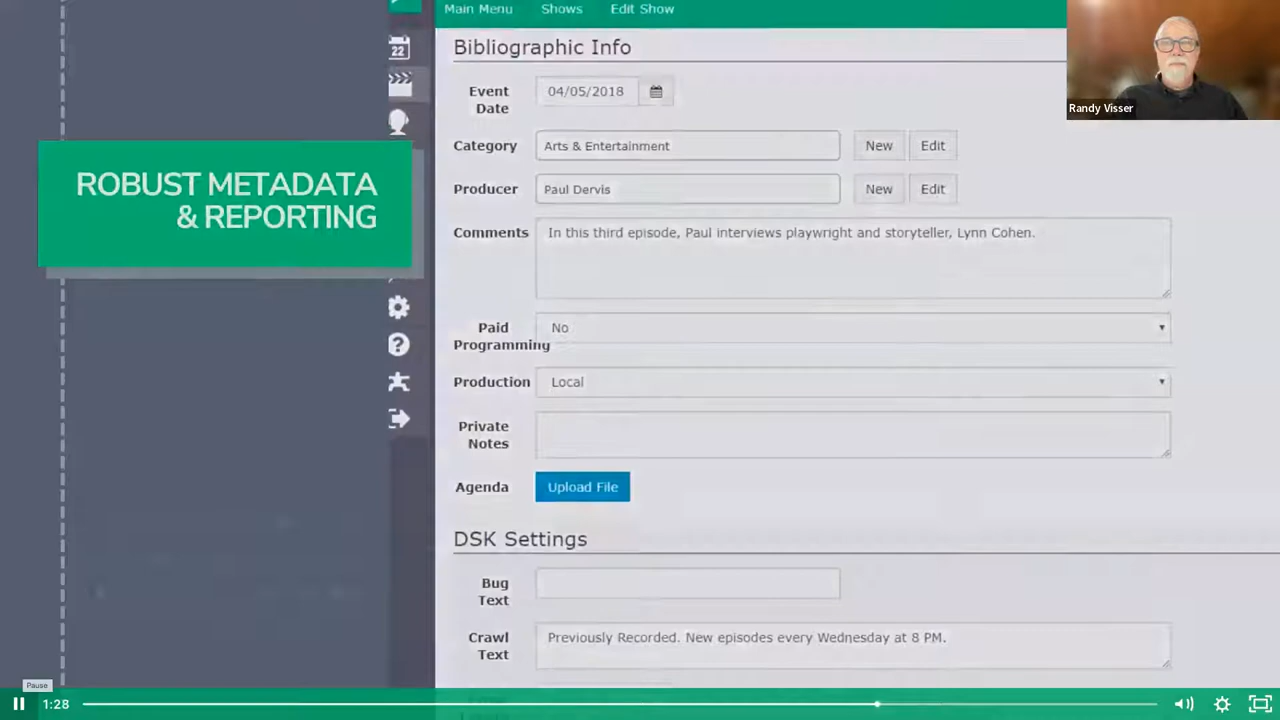 Main Menu Shows Edit Show
Bibliographic Info
22
Event Date 04/05/2018
Randy Visser
Category Arts & Entertainment New Edit
ROBUST METADATA
& REPORTING
Producer Paul Dervis New Edit
Comments In this third episode, Paul interviews playwright and storyteller, Lynn Cohen.
Paid Programming No
Production Local
Private Notes
Agenda Upload File
DSK Settings
Bug Text
Crawl Text Previously Recorded. New episodes every Wednesday at 8 PM.
Pause
1:28